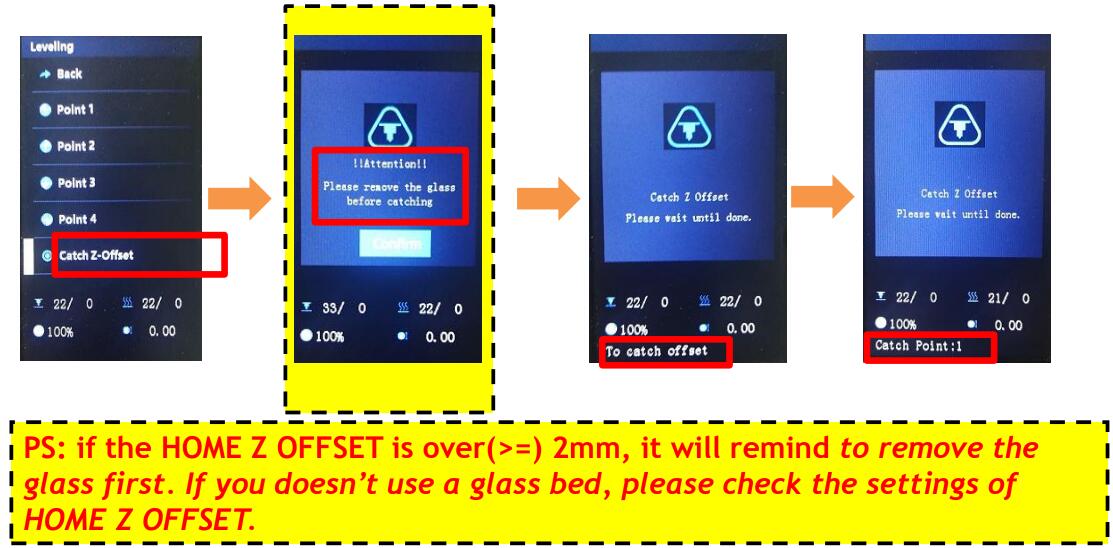 Leveling
Back
Point 1
Point 2
Point 3
Point 4
Catch Z-Offset
22/ 0 22/ 0
100% 0.00
!!Attention!!
Please remove the glass
before catching
Confirm
33/ 0 22/ 0
100% 0.00
Catch Z Offset
Please wait until done.
22/ 0 22/ 0
100% 0.00
To catch offset
Catch Z Offset
Please wait until done.
22/ 0 21/ 0
100% 0.00
Catch Point:1
PS: if the HOME Z OFFSET is over(>=) 2mm, it will remind to remove the
glass first. If you doesn’t use a glass bed, please check the settings of
HOME Z OFFSET.